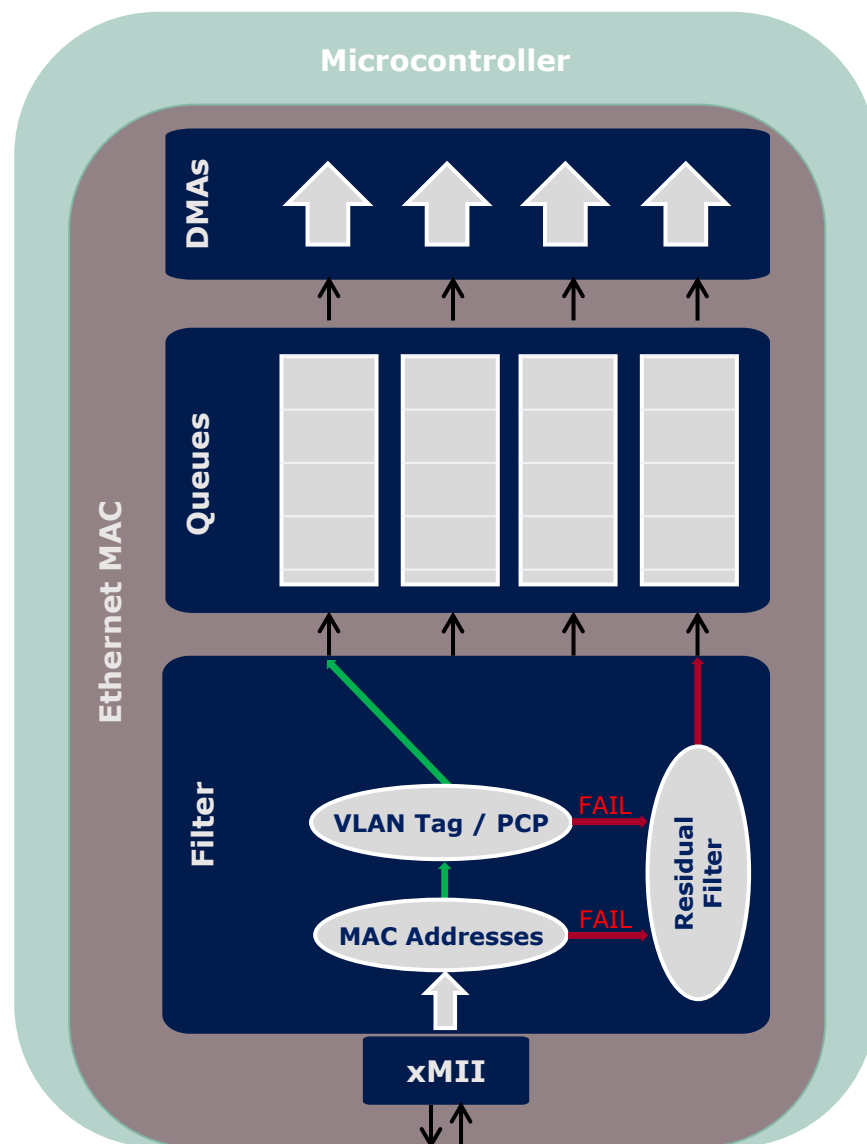 Microcontroller
DMAs
Queues
Ethernet MAC
Filter
VLAN Tag / PCP
FAIL
MAC Addresses
FAIL
Residual
Filter
xMII